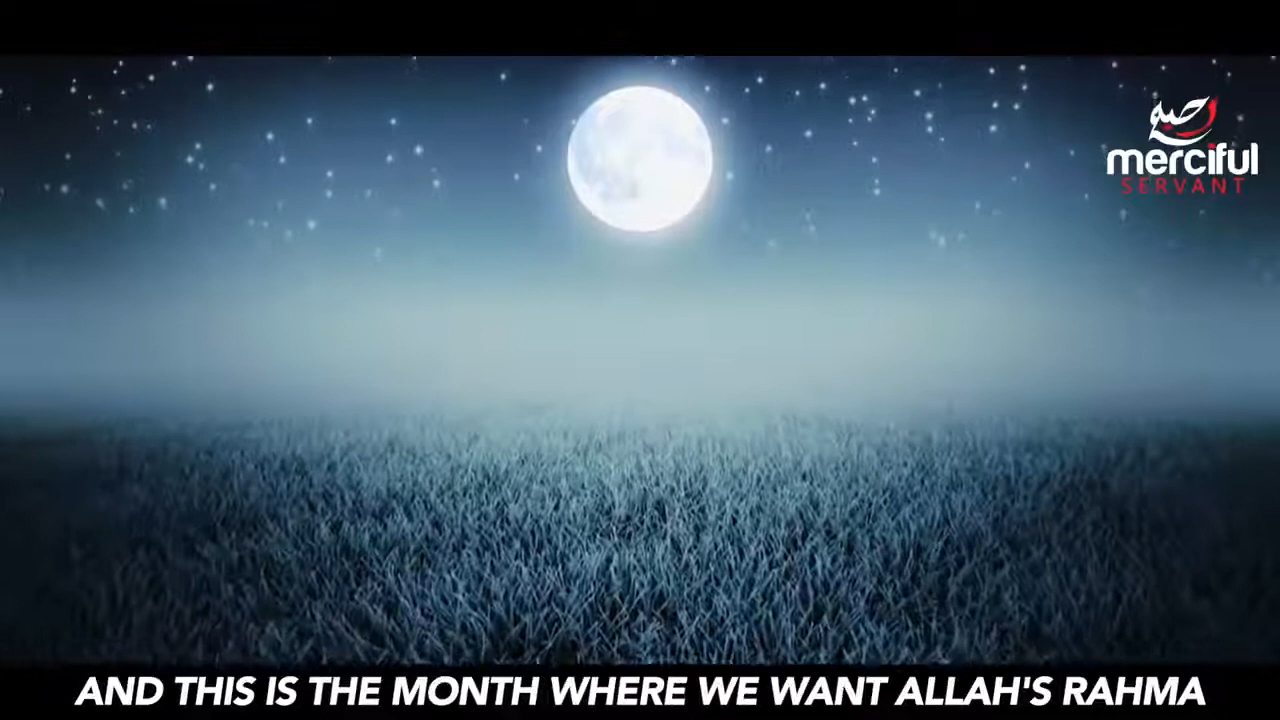 merciful
SERVANT
AND THIS IS THE MONTH WHERE WE WANT ALLAH'S RAHMA